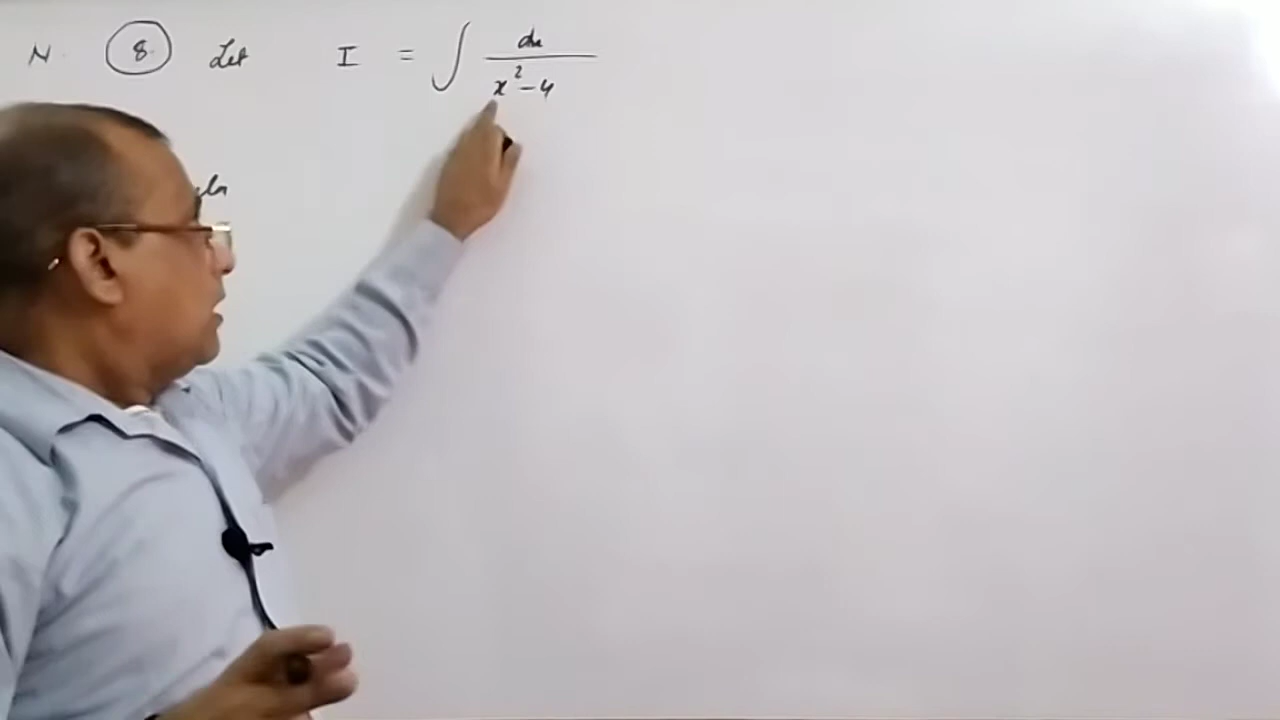 N. 8. Let I = ∫ dx / x² - 4